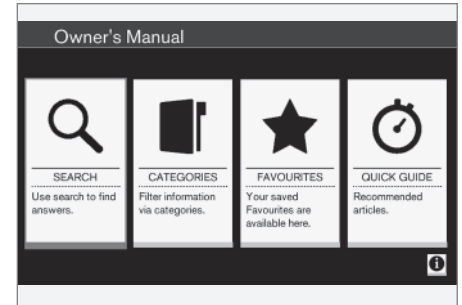 Owner's Manual
SEARCH
Use search to find
answers.
CATEGORIES
Filter information
via categories.
FAVOURITES
Your saved
Favourites are
available here.
QUICK GUIDE
Recommended
articles.